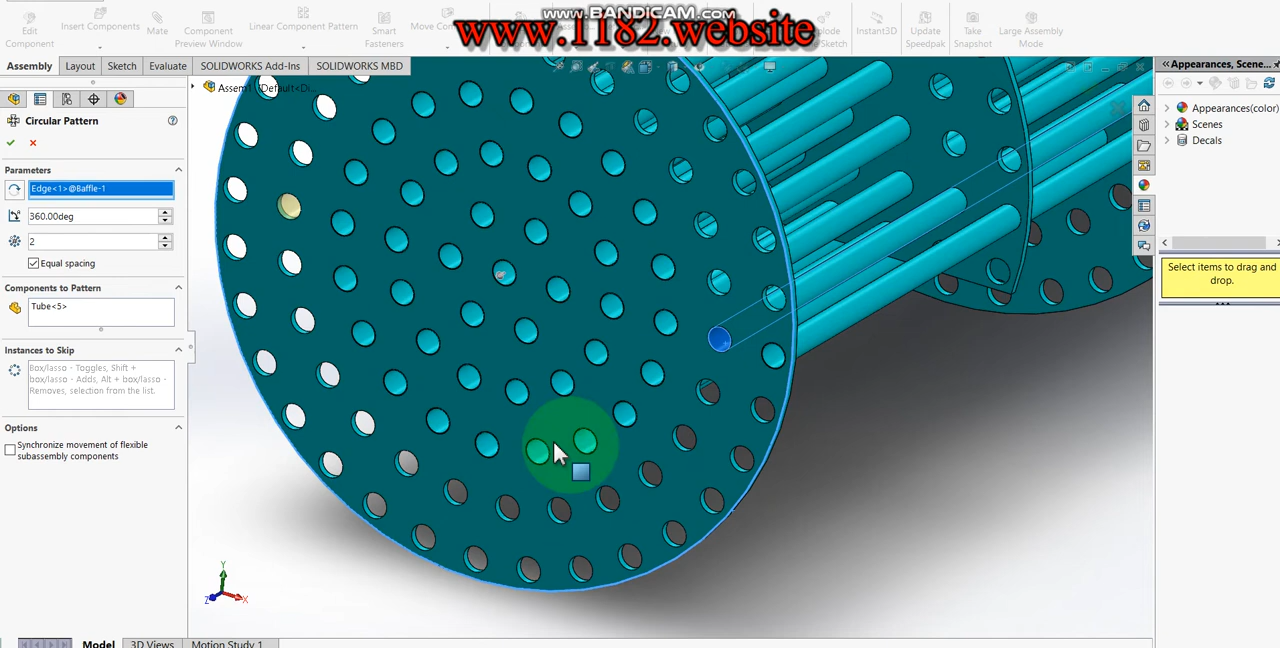 www.BANDICAM.com
www.1182.website
Edit
Component
Insert Components
Mate
Component
Preview Window
Linear Component Pattern
Smart
Fasteners
Move Co
Explode
Sketch
Instant3D
Update
Speedpak
Take
Snapshot
Large Assembly
Mode
Assembly
Layout
Sketch
Evaluate
SOLIDWORKS Add-Ins
SOLIDWORKS MBD
Circular Pattern
Parameters
Edge<1>@Baffle-1
360.00deg
2
Equal spacing
Components to Pattern
Tube<5>
Instances to Skip
Box/lasso - Toggles, Shift +
box/lasso - Adds, Alt + box/lasso -
Removes, selection from the list.
Options
Synchronize movement of flexible
subassembly components
Y
Z
X
Model
3D Views
Motion Study 1
Appearances, Scene...
Appearances(color)
Scenes
Decals
Select items to drag and
drop.